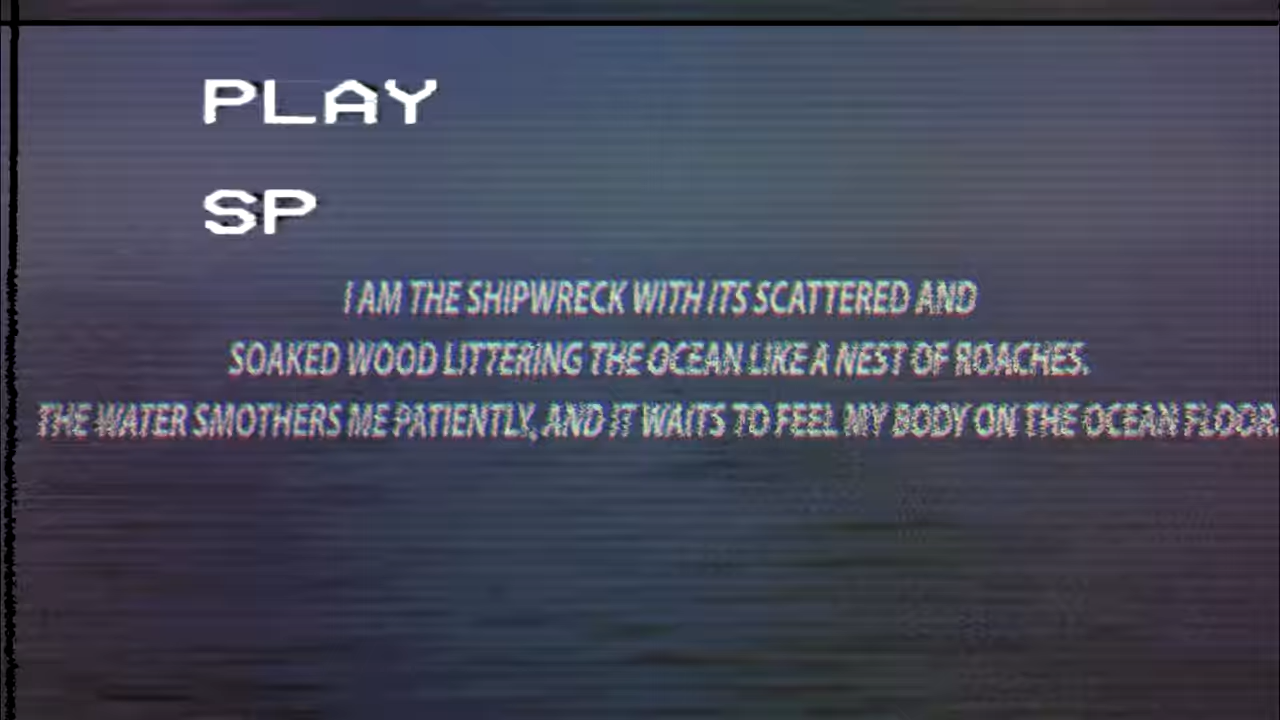 PLAY
SP
I AM THE SHIPWRECK WITH ITS SCATTERED AND
SOAKED WOOD LITTERING THE OCEAN LIKE A NEST OF ROACHES.
THE WATER SMOTHERS ME PATIENTLY, AND IT WAITS TO FEEL MY BODY ON THE OCEAN FLOOR.